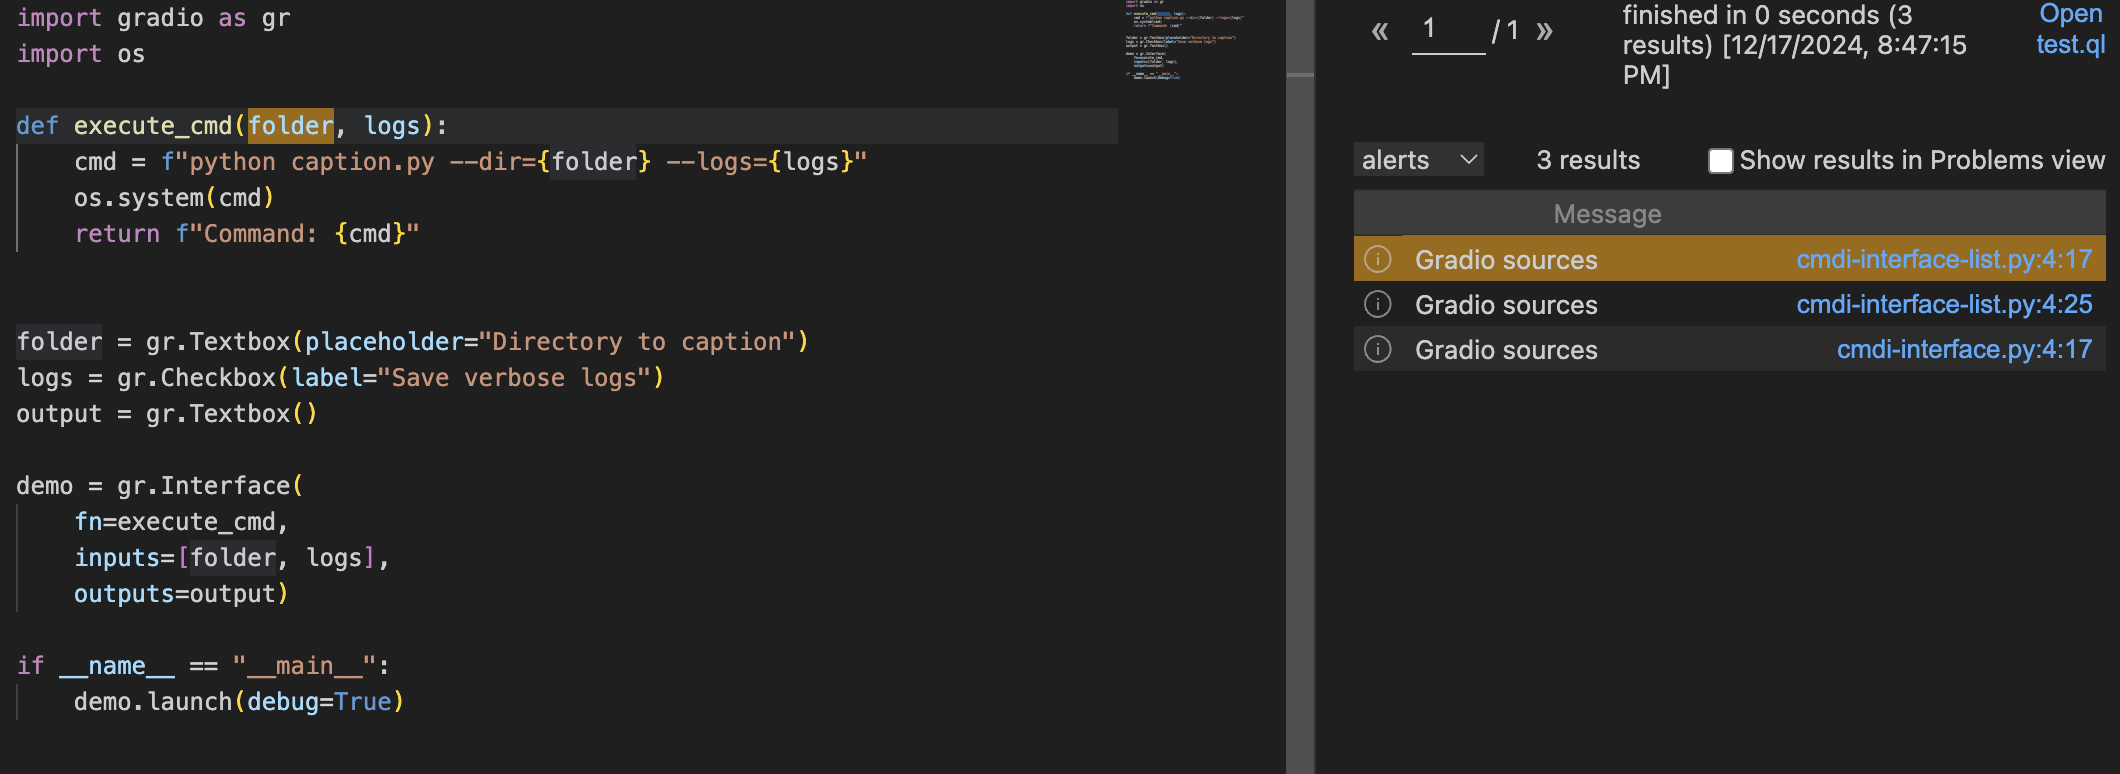 import gradio as gr
import os
def execute_cmd(folder, logs):
    cmd = f"python caption.py --dir={folder} --logs={logs}"
    os.system(cmd)
    return f"Command: {cmd}"
folder = gr.Textbox(placeholder="Directory to caption")
logs = gr.Checkbox(label="Save verbose logs")
output = gr.Textbox()
demo = gr.Interface(
    fn=execute_cmd,
    inputs=[folder, logs],
    outputs=output)
if __name__ == "__main__":
    demo.launch(debug=True)
« 1 / 1 »
finished in 0 seconds (3
results) [12/17/2024, 8:47:15
PM]
Open
test.ql
alerts 3 results Show results in Problems view
Message
Gradio sources cmdi-interface-list.py:4:17
Gradio sources cmdi-interface-list.py:4:25
Gradio sources cmdi-interface.py:4:17